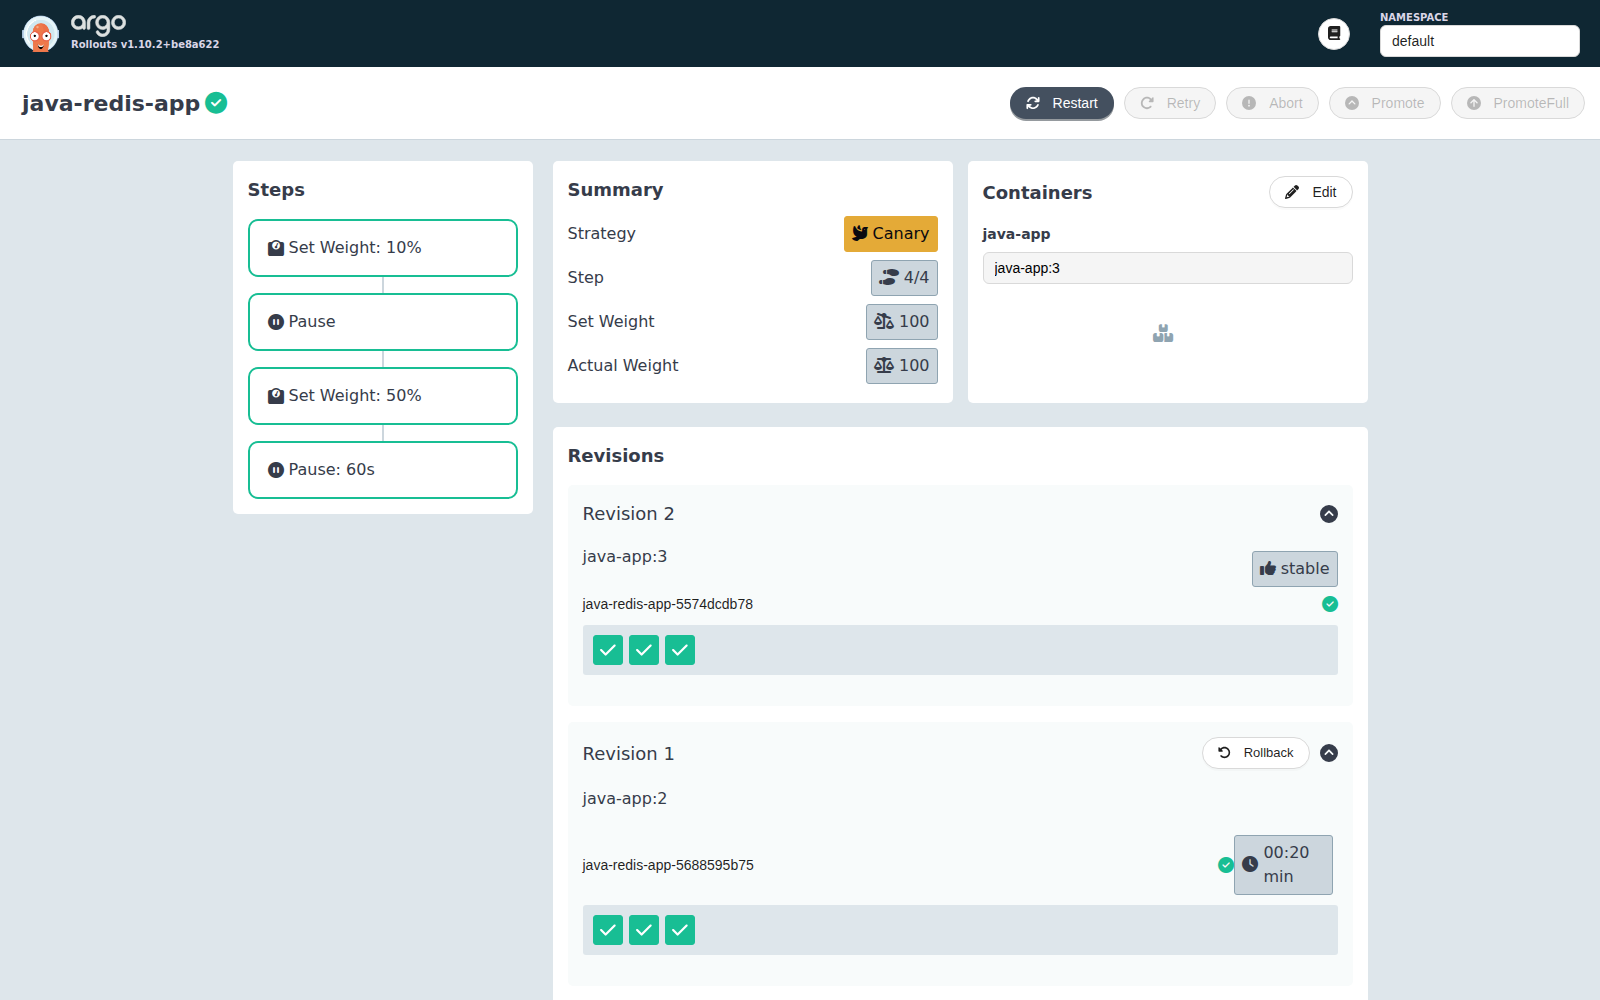 argo
Rollouts v1.10.2+be8a622
NAMESPACE
default
java-redis-app
Restart
Retry
Abort
Promote
PromoteFull
Steps
Set Weight: 10%
Pause
Set Weight: 50%
Pause: 60s
Summary
Strategy
Canary
Step
4/4
Set Weight
100
Actual Weight
100
Containers
Edit
java-app
java-app:3
Revisions
Revision 2
java-app:3
stable
java-redis-app-5574dcdb78
Revision 1
Rollback
java-app:2
java-redis-app-5688595b75
00:20
min